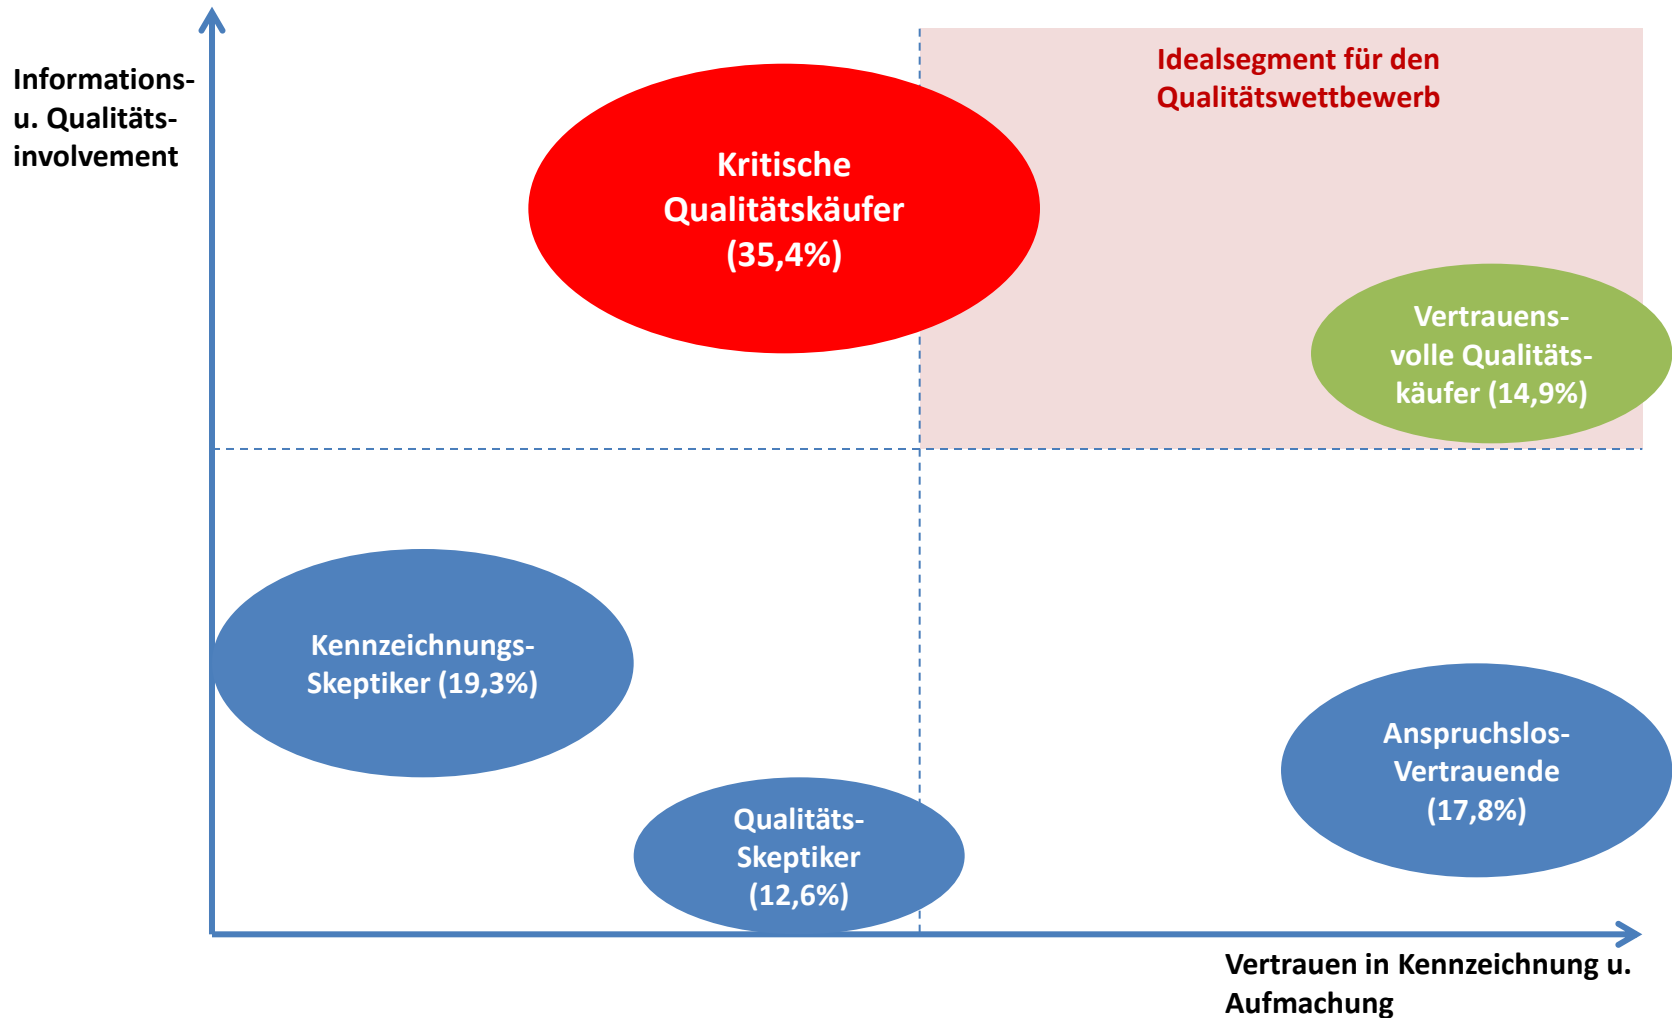 Informations-
u. Qualitäts-
involvement
Idealsegment für den
Qualitätswettbewerb
Kritische
Qualitätskäufer
(35,4%)
Vertrauens-
volle Qualitäts-
käufer (14,9%)
Kennzeichnungs-
Skeptiker (19,3%)
Qualitäts-
Skeptiker
(12,6%)
Anspruchslos-
Vertrauende
(17,8%)
Vertrauen in Kennzeichnung u.
Aufmachung